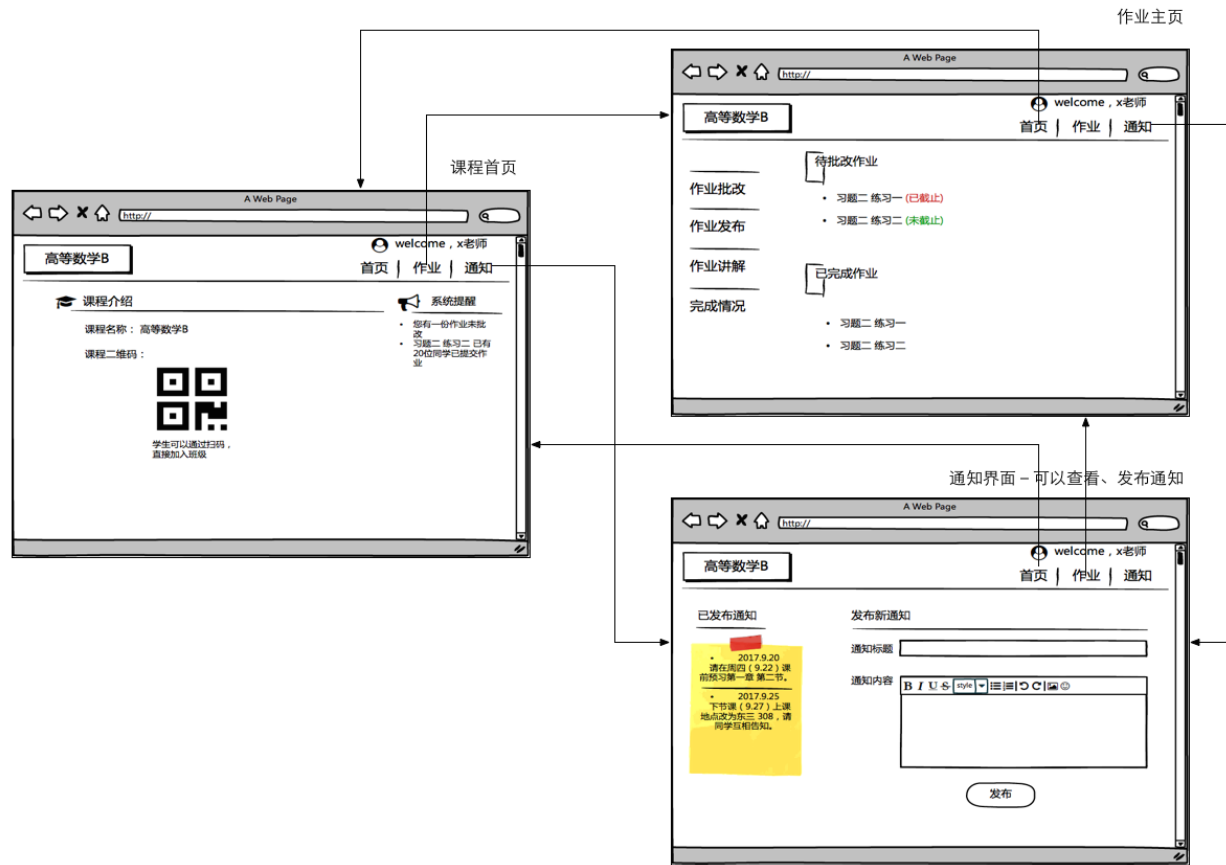 作业主页
A Web Page
http://
welcome，x老师
高等数学B
首页 | 作业 | 通知
待批改作业
作业批改
• 习题二 练习一 (已截止)
• 习题二 练习二 (未截止)
作业发布
作业讲解
已完成作业
完成情况
• 习题二 练习一
• 习题二 练习二
课程首页
A Web Page
http://
welcome，x老师
高等数学B
首页 | 作业 | 通知
课程介绍
课程名称： 高等数学B
课程二维码：
学生可以通过扫码，
直接加入班级
系统提醒
• 您有一份作业未批
改
• 习题二 练习二 已有
20位同学已提交作
业
通知界面 – 可以查看、发布通知
A Web Page
http://
welcome，x老师
高等数学B
首页 | 作业 | 通知
已发布通知
• 2017.9.20
请在周四（9.22）课
前预习第一章 第二节。
• 2017.9.25
下节课（9.27）上课
地点改为东三 308，请
同学互相告知。
发布新通知
通知标题
通知内容
B I U S style
发布